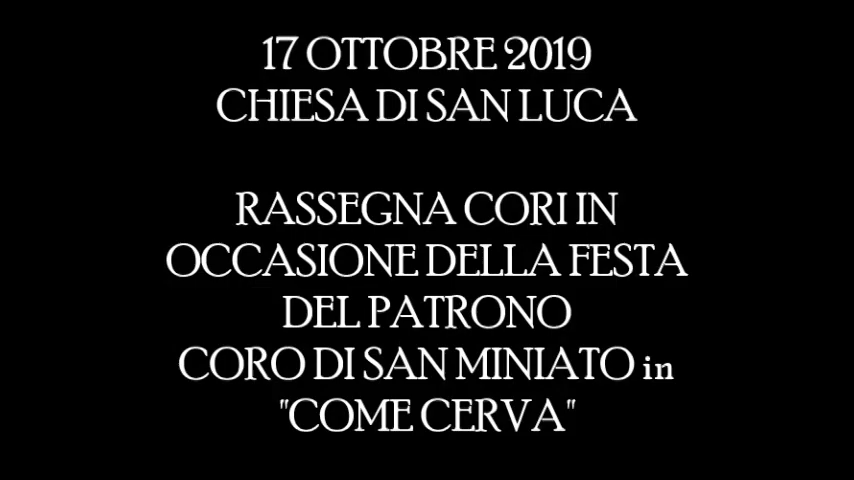 17 OTTOBRE 2019
CHIESA DI SAN LUCA
RASSEGNA CORI IN
OCCASIONE DELLA FESTA
DEL PATRONO
CORO DI SAN MINIATO in
"COME CERVA"